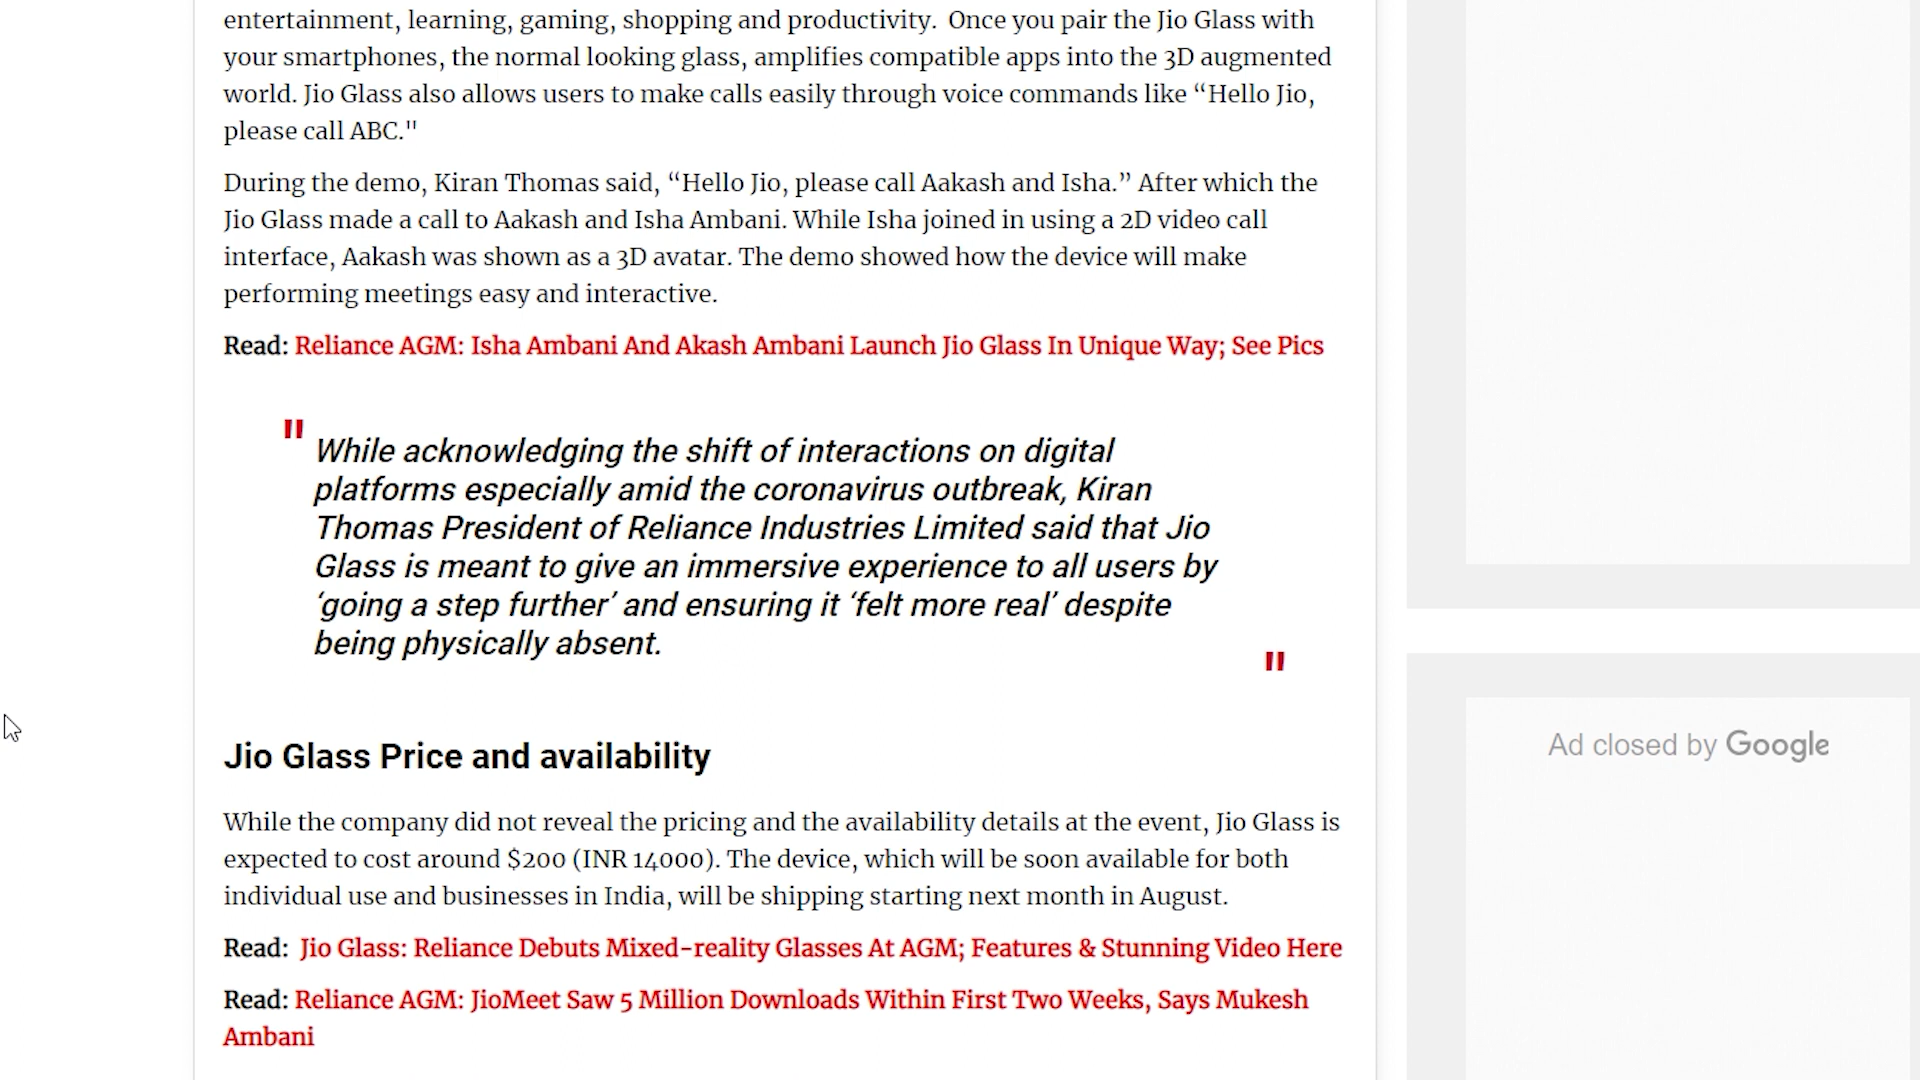 entertainment, learning, gaming, shopping and productivity.  Once you pair the Jio Glass with
your smartphones, the normal looking glass, amplifies compatible apps into the 3D augmented
world. Jio Glass also allows users to make calls easily through voice commands like “Hello Jio,
please call ABC."
During the demo, Kiran Thomas said, “Hello Jio, please call Aakash and Isha.” After which the
Jio Glass made a call to Aakash and Isha Ambani. While Isha joined in using a 2D video call
interface, Aakash was shown as a 3D avatar. The demo showed how the device will make
performing meetings easy and interactive.
Read: Reliance AGM: Isha Ambani And Akash Ambani Launch Jio Glass In Unique Way; See Pics
" While acknowledging the shift of interactions on digital
platforms especially amid the coronavirus outbreak, Kiran
Thomas President of Reliance Industries Limited said that Jio
Glass is meant to give an immersive experience to all users by
‘going a step further’ and ensuring it ‘felt more real’ despite
being physically absent.
"
Jio Glass Price and availability
While the company did not reveal the pricing and the availability details at the event, Jio Glass is
expected to cost around $200 (INR 14000). The device, which will be soon available for both
individual use and businesses in India, will be shipping starting next month in August.
Read:  Jio Glass: Reliance Debuts Mixed-reality Glasses At AGM; Features & Stunning Video Here
Read: Reliance AGM: JioMeet Saw 5 Million Downloads Within First Two Weeks, Says Mukesh
Ambani
Ad closed by Google